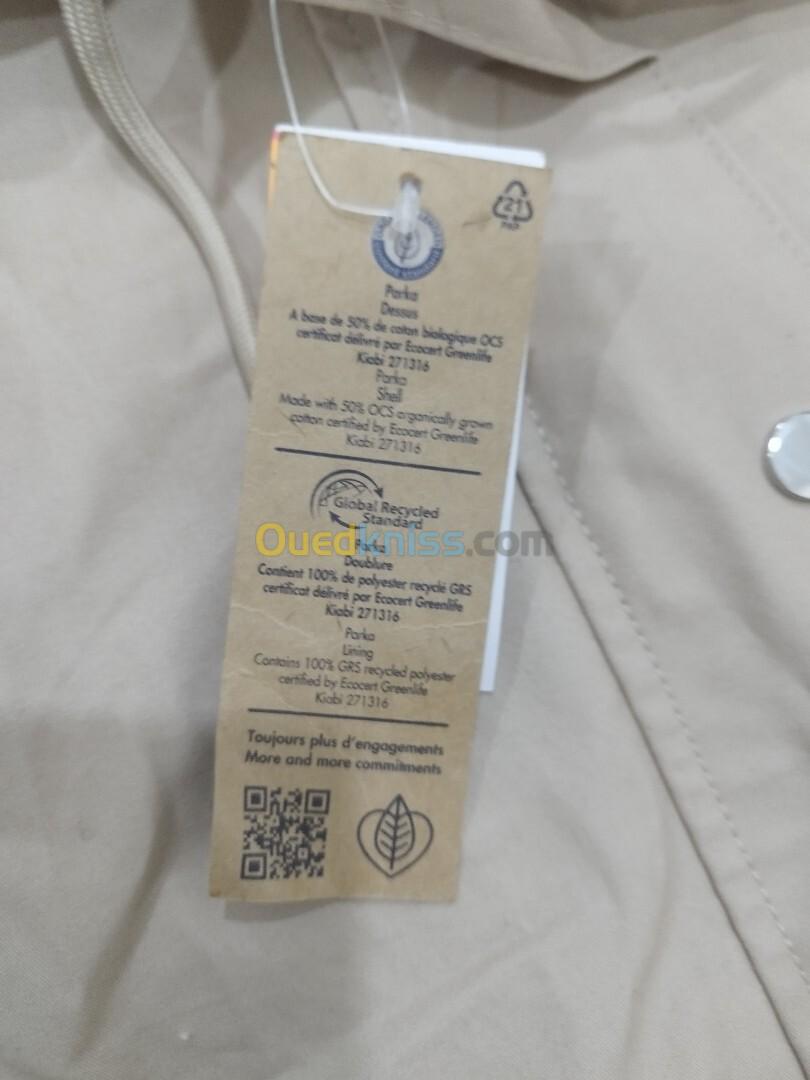 21
PAP
Parka
Dessus
A base de 50% de coton biologique OCS
certificat délivré par Ecocert Greenlife
Kiabi 271316
Parka
Shell
Made with 50% OCS organically grown
cotton certified by Ecocert Greenlife
Kiabi 271316
Global Recycled
Standard
Ouedkniss.com
Parka
Doublure
Contient 100% de polyester recyclé GRS
certificat délivré par Ecocert Greenlife
Kiabi 271316
Parka
Lining
Contains 100% GRS recycled polyester
certified by Ecocert Greenlife
Kiabi 271316
Toujours plus d'engagements
More and more commitments